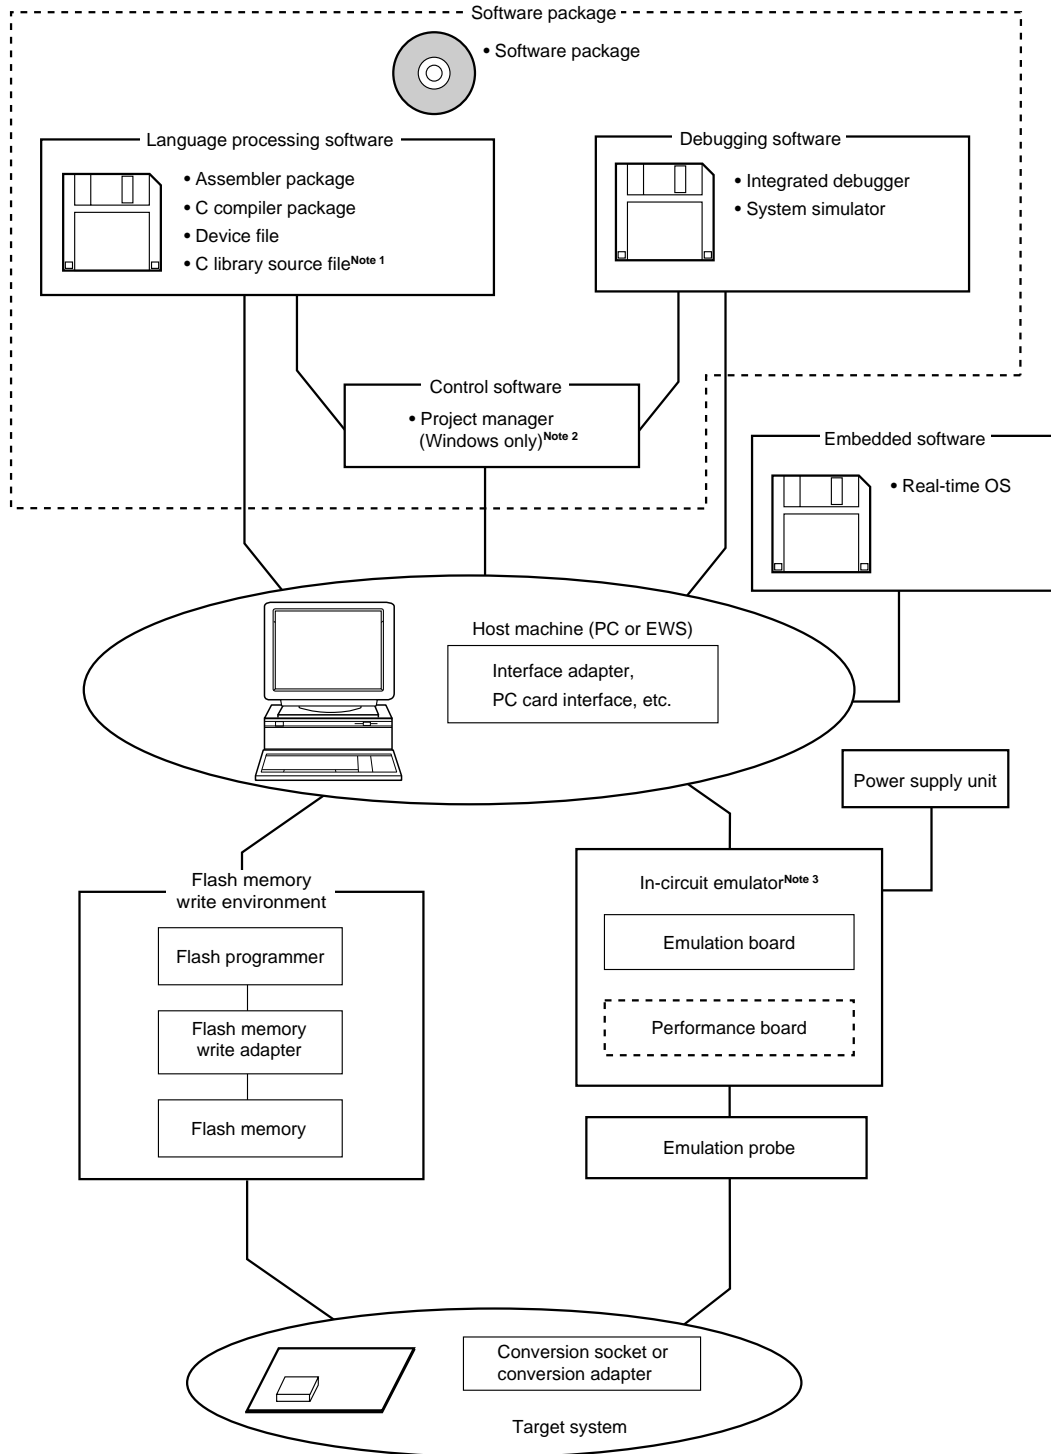 Software package
• Software package
Language processing software
• Assembler package
• C compiler package
• Device file
• C library source fileNote 1
Debugging software
• Integrated debugger
• System simulator
Control software
• Project manager
(Windows only)Note 2
Embedded software
• Real-time OS
Host machine (PC or EWS)
Interface adapter,
PC card interface, etc.
Power supply unit
Flash memory
write environment
Flash programmer
Flash memory
write adapter
Flash memory
In-circuit emulatorNote 3
Emulation board
Performance board
Emulation probe
Conversion socket or
conversion adapter
Target system